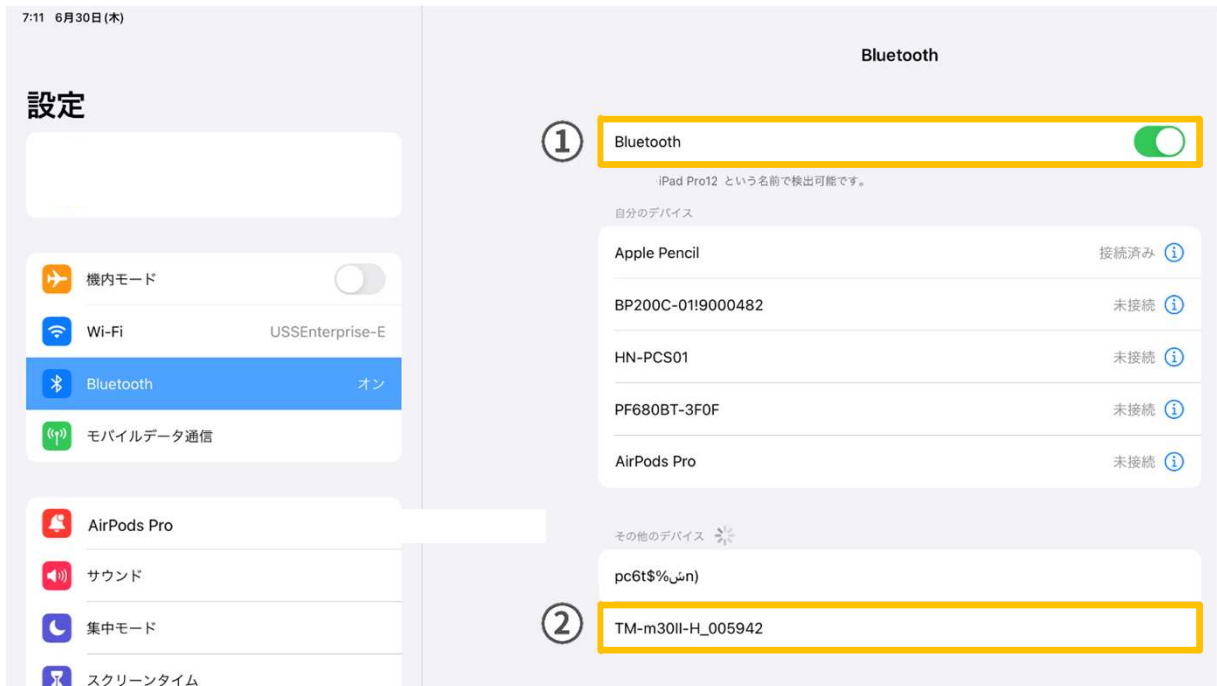 7:11 6月30日(木)
設定
機内モード
Wi-Fi USSEnterprise-E
Bluetooth オン
モバイルデータ通信
AirPods Pro
サウンド
集中モード
スクリーンタイム
Bluetooth
① Bluetooth
iPad Pro12 という名前で検出可能です。
自分のデバイス
Apple Pencil 接続済み
BP200C-01!9000482 未接続
HN-PCS01 未接続
PF680BT-3F0F 未接続
AirPods Pro 未接続
その他のデバイス
② TM-m30II-H_005942